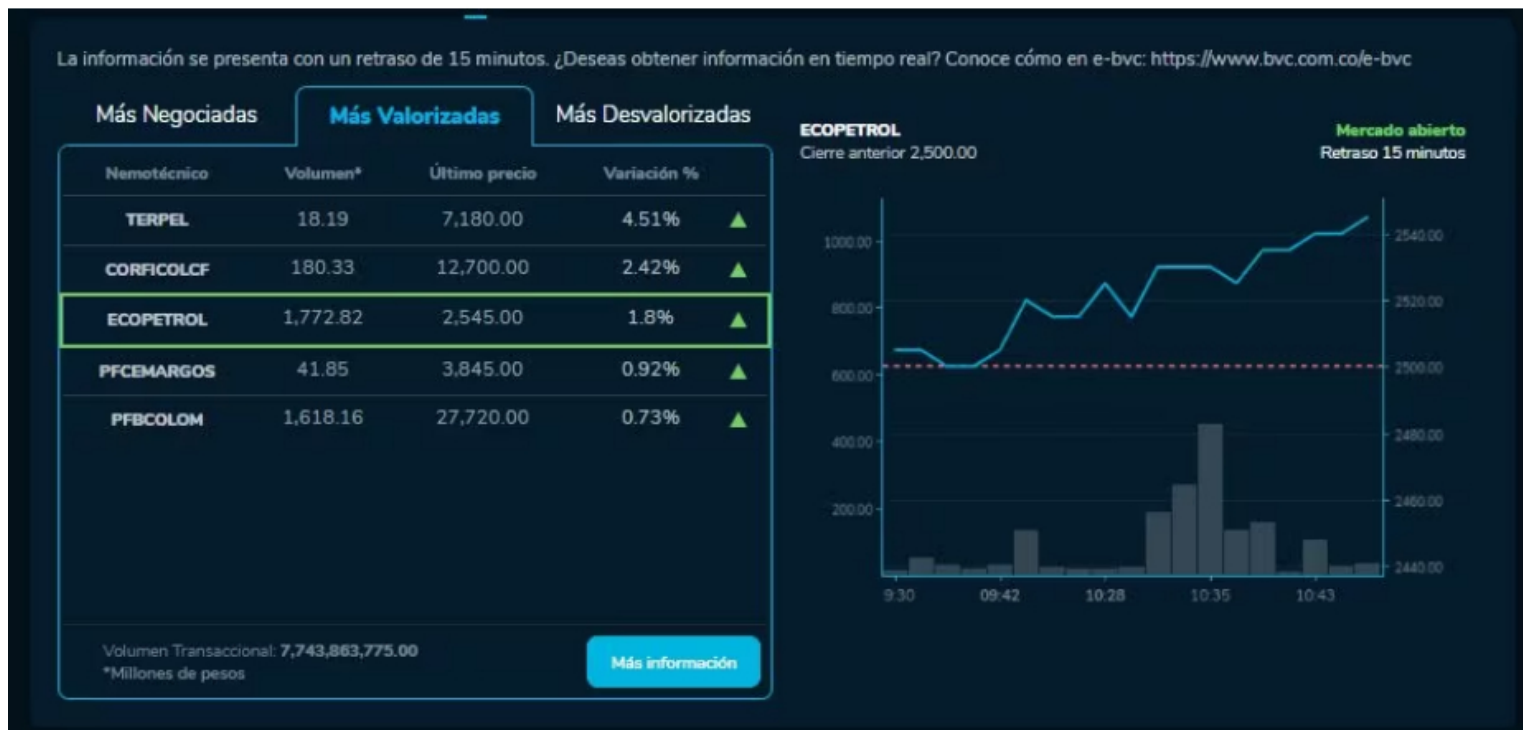 La información se presenta con un retraso de 15 minutos. ¿Deseas obtener información en tiempo real? Conoce cómo en e-bvc: https://www.bvc.com.co/e-bvc
Más Negociadas Más Valorizadas Más Desvalorizadas
Nemotécnico Volumen* Último precio Variación %
TERPEL 18.19 7,180.00 4.51%
CORFICOLCF 180.33 12,700.00 2.42%
ECOPETROL 1,772.82 2,545.00 1.8%
PFCEMARGOS 41.85 3,845.00 0.92%
PFBCOLOM 1,618.16 27,720.00 0.73%
Volumen Transaccional: 7,743,863,775.00
*Millones de pesos
Más información
ECOPETROL
Cierre anterior 2,500.00
Mercado abierto
Retraso 15 minutos
1000.00
800.00
600.00
400.00
200.00
2540.00
2520.00
2500.00
2480.00
2460.00
2440.00
9:30 09:42 10:28 10:35 10:43